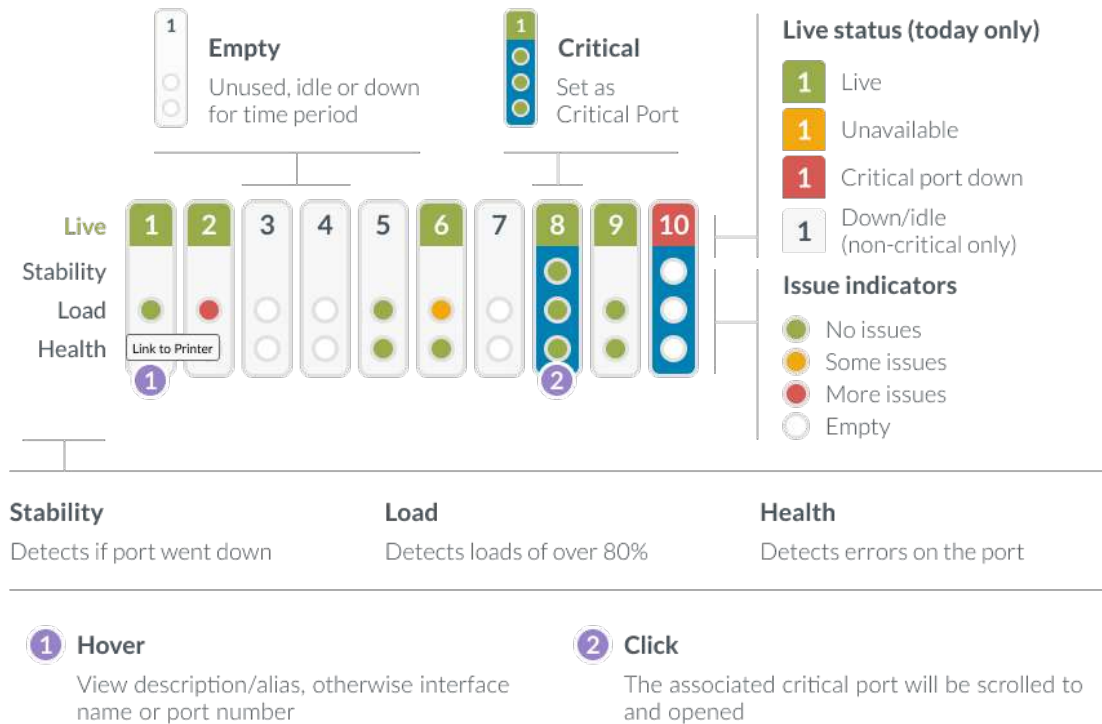 1
Empty
Unused, idle or down
for time period
1
Critical
Set as
Critical Port
Live status (today only)
1 Live
1 Unavailable
1 Critical port down
1 Down/idle
(non-critical only)
Live 1 2 3 4 5 6 7 8 9 10
Stability
Load
Health
Link to Printer
1 2
Issue indicators
No issues
Some issues
More issues
Empty
Stability
Detects if port went down
Load
Detects loads of over 80%
Health
Detects errors on the port
1 Hover
View description/alias, otherwise interface
name or port number
2 Click
The associated critical port will be scrolled to
and opened